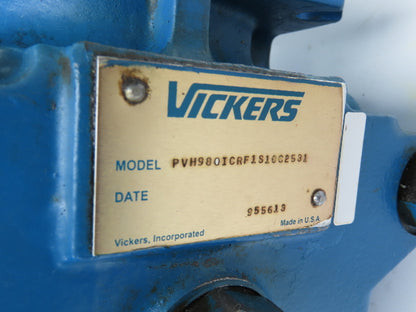 VICKERS
MODEL PVH98QICRF1S10C2531
DATE 955613
Made in U.S.A.
Vickers, Incorporated